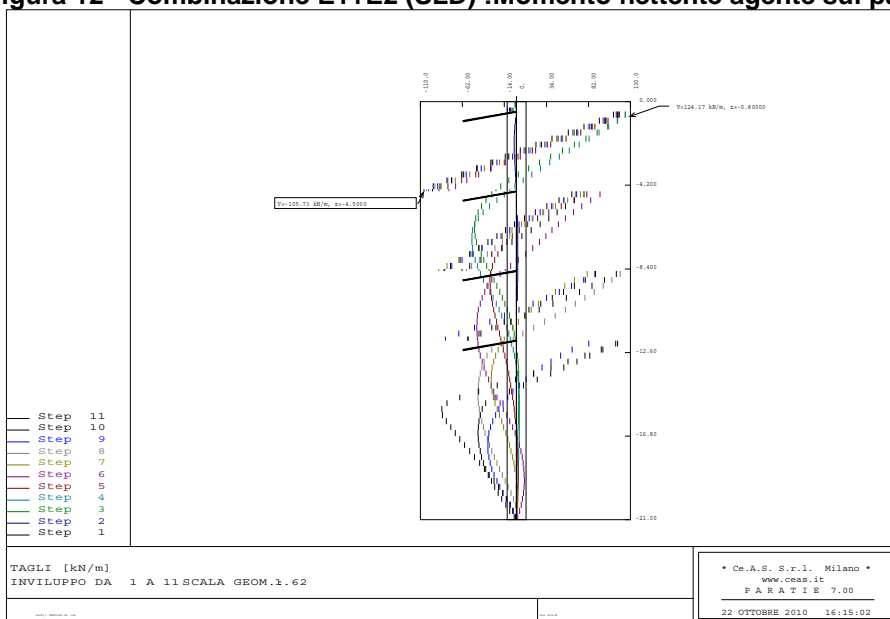 igura 12 - Combinazione E1+E2 (SLD) :Momento flettente agente sul pa
-110.0
-62.00
-14.00
0.
34.00
82.00
130.0
0.000
V=124.17 kN/m, z=-0.80000
-4.200
V=-105.73 kN/m, z=-4.5000
-8.400
-12.60
-16.80
-21.00
Step 11
Step 10
Step 9
Step 8
Step 7
Step 6
Step 5
Step 4
Step 3
Step 2
Step 1
TAGLI [kN/m]
INVILUPPO DA 1 A 11 SCALA GEOM.1.62
* Ce.A.S. S.r.l. Milano *
www.ceas.it
P A R A T I E 7.00
22 OTTOBRE 2010 16:15:02